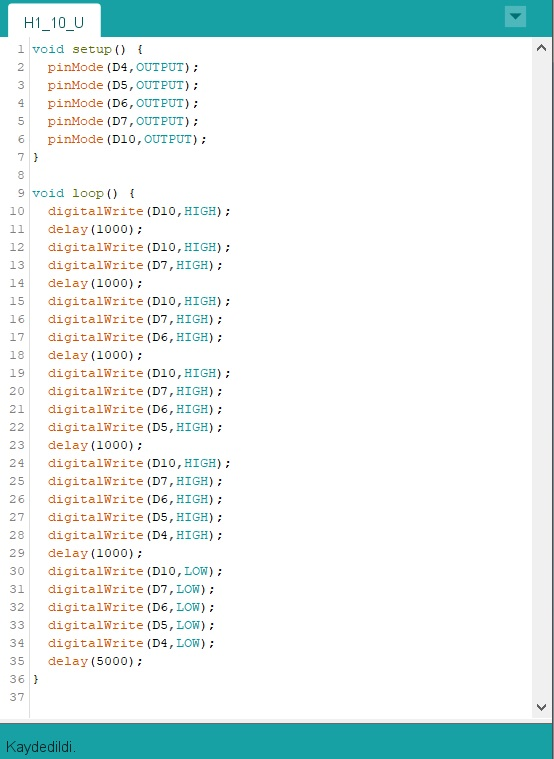 H1_10_U
1 void setup() {
2   pinMode(D4,OUTPUT);
3   pinMode(D5,OUTPUT);
4   pinMode(D6,OUTPUT);
5   pinMode(D7,OUTPUT);
6   pinMode(D10,OUTPUT);
7 }
8
9 void loop() {
10   digitalWrite(D10,HIGH);
11   delay(1000);
12   digitalWrite(D10,HIGH);
13   digitalWrite(D7,HIGH);
14   delay(1000);
15   digitalWrite(D10,HIGH);
16   digitalWrite(D7,HIGH);
17   digitalWrite(D6,HIGH);
18   delay(1000);
19   digitalWrite(D10,HIGH);
20   digitalWrite(D7,HIGH);
21   digitalWrite(D6,HIGH);
22   digitalWrite(D5,HIGH);
23   delay(1000);
24   digitalWrite(D10,HIGH);
25   digitalWrite(D7,HIGH);
26   digitalWrite(D6,HIGH);
27   digitalWrite(D5,HIGH);
28   digitalWrite(D4,HIGH);
29   delay(1000);
30   digitalWrite(D10,LOW);
31   digitalWrite(D7,LOW);
32   digitalWrite(D6,LOW);
33   digitalWrite(D5,LOW);
34   digitalWrite(D4,LOW);
35   delay(5000);
36 }
37
Kaydedildi.